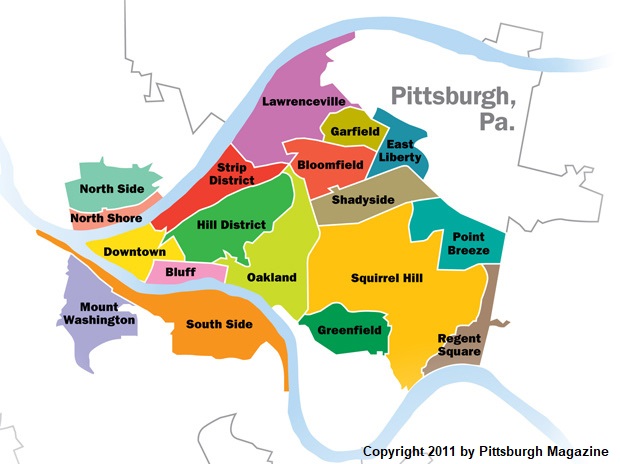 Pittsburgh,
Pa.
Lawrenceville
Garfield
East
Liberty
Bloomfield
Strip
District
Shadyside
North Side
North Shore
Hill District
Point
Breeze
Downtown
Bluff
Oakland
Squirrel Hill
Mount
Washington
South Side
Greenfield
Regent
Square
Copyright 2011 by Pittsburgh Magazine